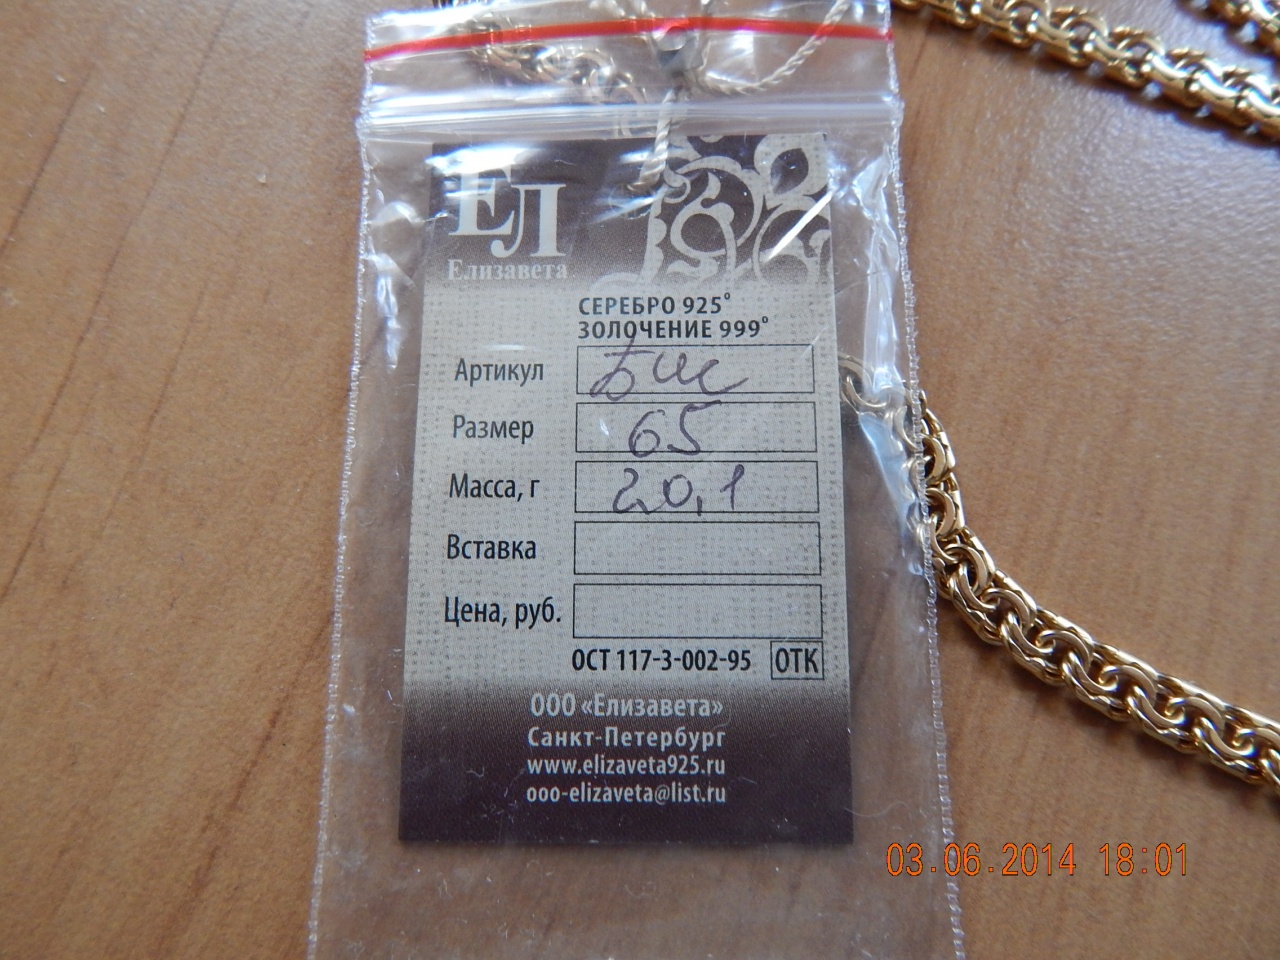 ЕЛ
Елизавета
СЕРЕБРО 925°
ЗОЛОЧЕНИЕ 999°
Артикул Бис
Размер 65
Масса, г 20,1
Вставка
Цена, руб.
ОСТ 117-3-002-95 ОТК
ООО «Елизавета»
Санкт-Петербург
www.elizaveta925.ru
ooo-elizaveta@list.ru
03.06.2014 18:01